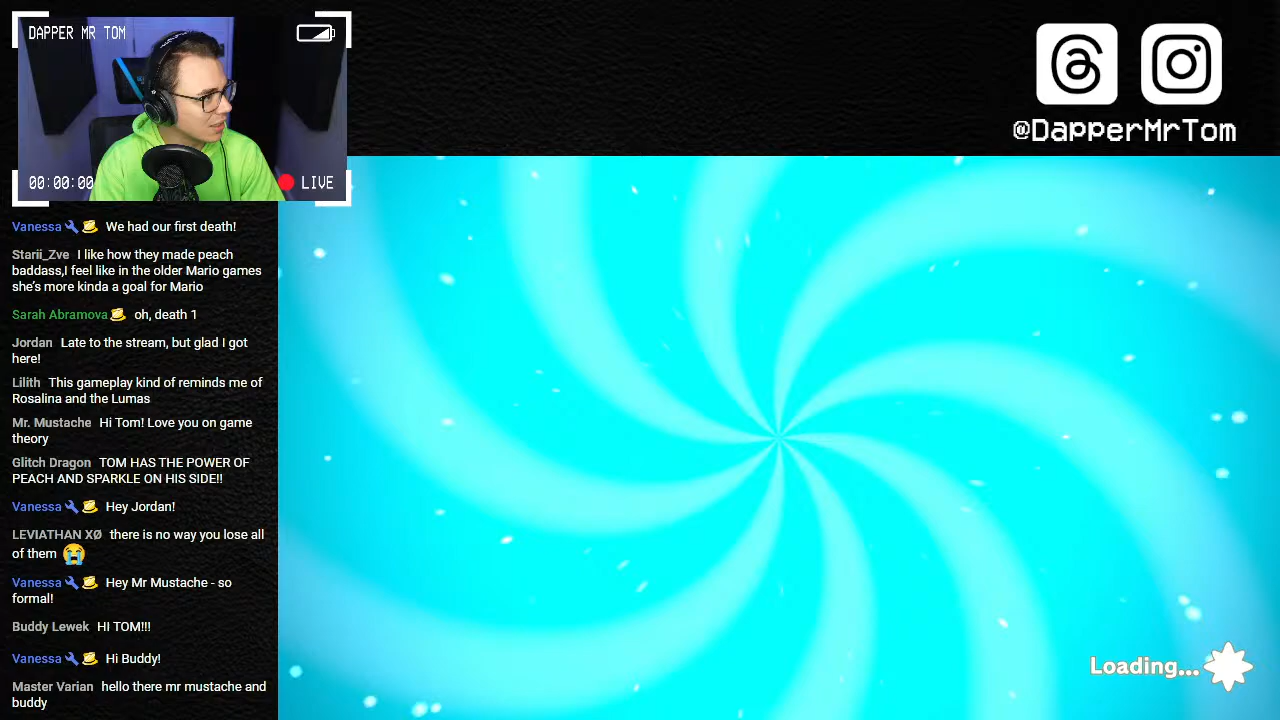 DAPPER MR TOM
00:00:00
LIVE
@DapperMrTom
Vanessa We had our first death!
Starii_Zve I like how they made peach
baddass,I feel like in the older Mario games
she's more kinda a goal for Mario
Sarah Abramova oh, death 1
Jordan Late to the stream, but glad I got
here!
Lilith This gameplay kind of reminds me of
Rosalina and the Lumas
Mr. Mustache Hi Tom! Love you on game
theory
Glitch Dragon TOM HAS THE POWER OF
PEACH AND SPARKLE ON HIS SIDE!!
Vanessa Hey Jordan!
LEVIATHAN XØ there is no way you lose all
of them 😭
Vanessa Hey Mr Mustache - so
formal!
Buddy Lewek HI TOM!!!
Vanessa Hi Buddy!
Master Varian hello there mr mustache and
buddy
Loading...